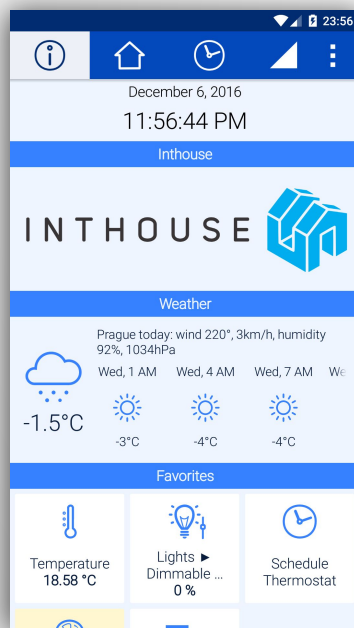 23:56
December 6, 2016
11:56:44 PM
Inthouse
INTHOUSE
Weather
Prague today: wind 220°, 3km/h, humidity
92%, 1034hPa
Wed, 1 AM Wed, 4 AM Wed, 7 AM We
-1.5°C
-3°C -4°C -4°C
Favorites
Temperature
18.58 °C
Lights ►
Dimmable ...
0 %
Schedule
Thermostat